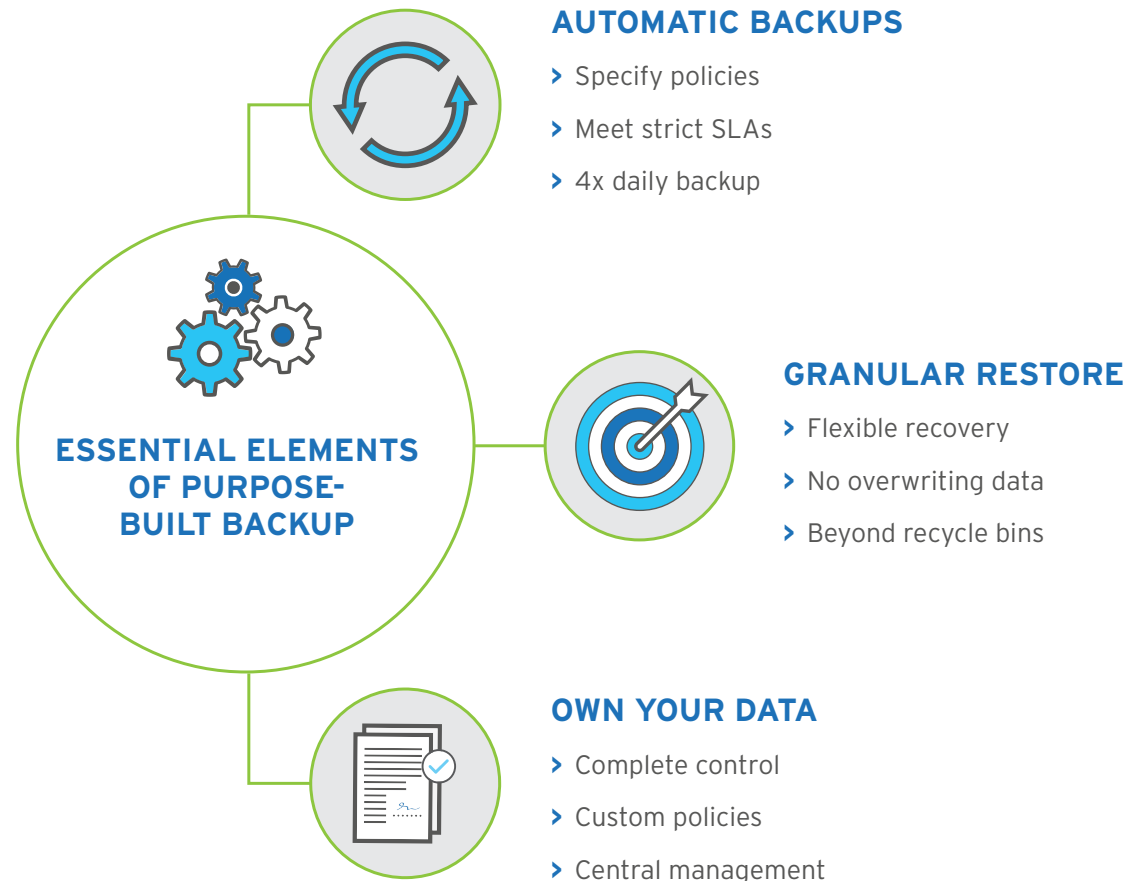 AUTOMATIC BACKUPS
> Specify policies
> Meet strict SLAs
> 4x daily backup
ESSENTIAL ELEMENTS
OF PURPOSE-
BUILT BACKUP
GRANULAR RESTORE
> Flexible recovery
> No overwriting data
> Beyond recycle bins
OWN YOUR DATA
> Complete control
> Custom policies
> Central management